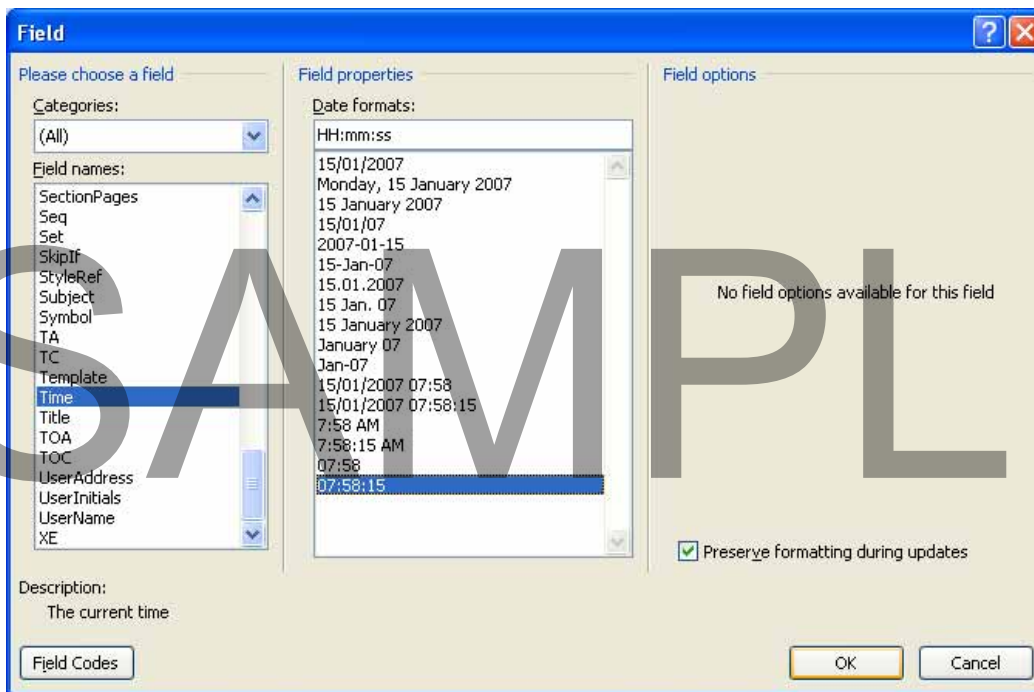 Field
Please choose a field
Categories:
(All)
Field names:
SectionPages
Seq
Set
SkipIf
StyleRef
Subject
Symbol
TA
TC
Template
Time
Title
TOA
TOC
UserAddress
UserInitials
UserName
XE
Field properties
Date formats:
HH:mm:ss
15/01/2007
Monday, 15 January 2007
15 January 2007
15/01/07
2007-01-15
15-Jan-07
15.01.2007
15 Jan. 07
15 January 2007
January 07
Jan-07
15/01/2007 07:58
15/01/2007 07:58:15
7:58 AM
7:58:15 AM
07:58
07:58:15
Field options
No field options available for this field
Preserve formatting during updates
Description:
The current time
Field Codes
OK
Cancel
SAMPL